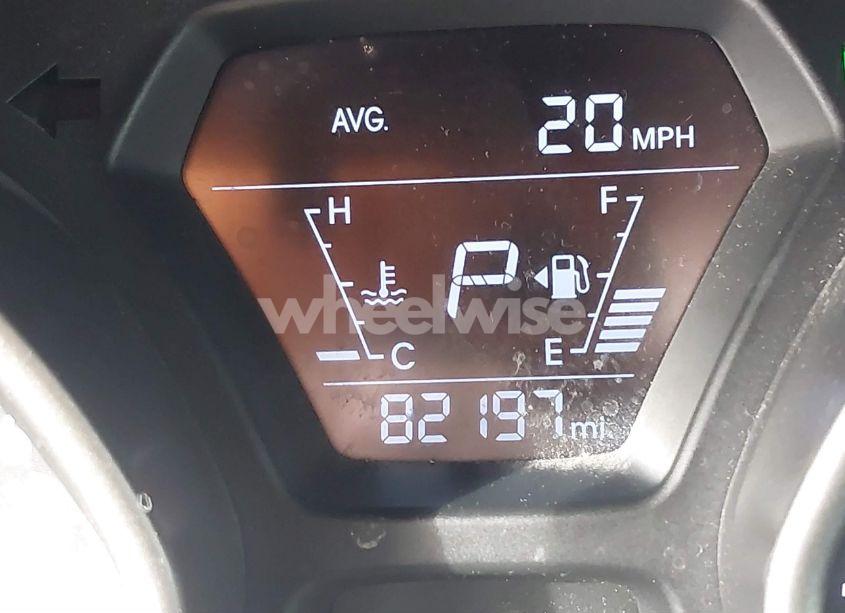 AVG. 20 MPH
H F
P
C E
82197 mi
wheelwise